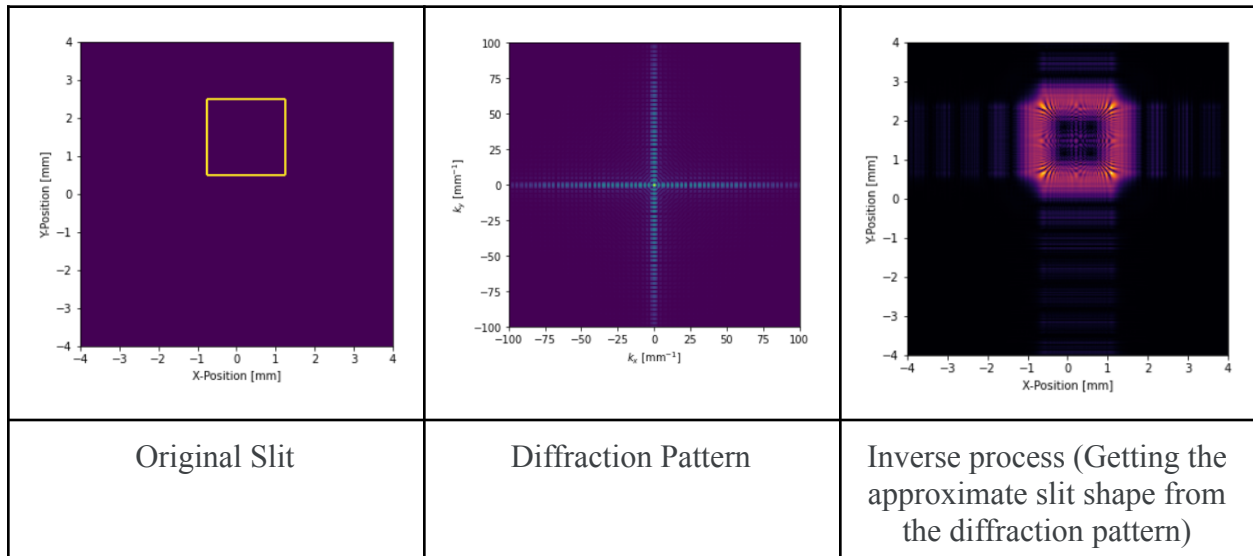 4
3
2
1
0
−1
−2
−3
−4
Y-Position [mm]
−4 −3 −2 −1 0 1 2 3 4
X-Position [mm]
100
75
50
25
0
−25
−50
−75
−100
k_y [mm⁻¹]
−100 −75 −50 −25 0 25 50 75 100
k_x [mm⁻¹]
4
3
2
1
0
−1
−2
−3
−4
Y-Position [mm]
−4 −3 −2 −1 0 1 2 3 4
X-Position [mm]
Original Slit
Diffraction Pattern
Inverse process (Getting the
approximate slit shape from
the diffraction pattern)